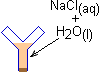 NaCl(aq)
+
H2O(l)